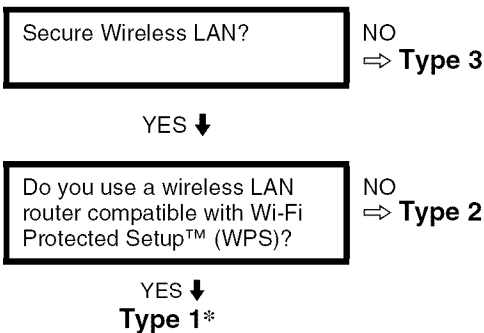 Secure Wireless LAN?
NO
⇨ Type 3
YES ⬇
Do you use a wireless LAN
router compatible with Wi-Fi
Protected Setup™ (WPS)?
NO
⇨ Type 2
YES ⬇
Type 1*